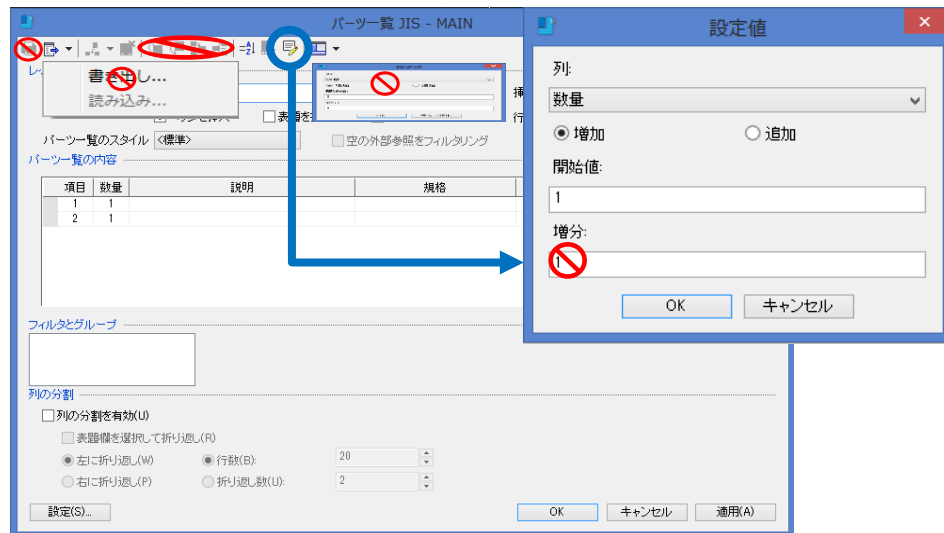 パーツ一覧 JIS - MAIN
書き出し...
読み込み...
パーツ一覧のスタイル <標準>
空の外部参照をフィルタリング
パーツ一覧の内容
項目 数量 説明 規格
1 1
2 1
フィルタとグループ
列の分割
列の分割を有効(U)
表題欄を選択して折り返し(R)
左に折り返し(W) 行数(B): 20
右に折り返し(P) 折り返し数(U): 2
設定(S)...
OK キャンセル 適用(A)
設定値
列:
数量
増加 追加
開始値:
1
増分:
1
OK キャンセル